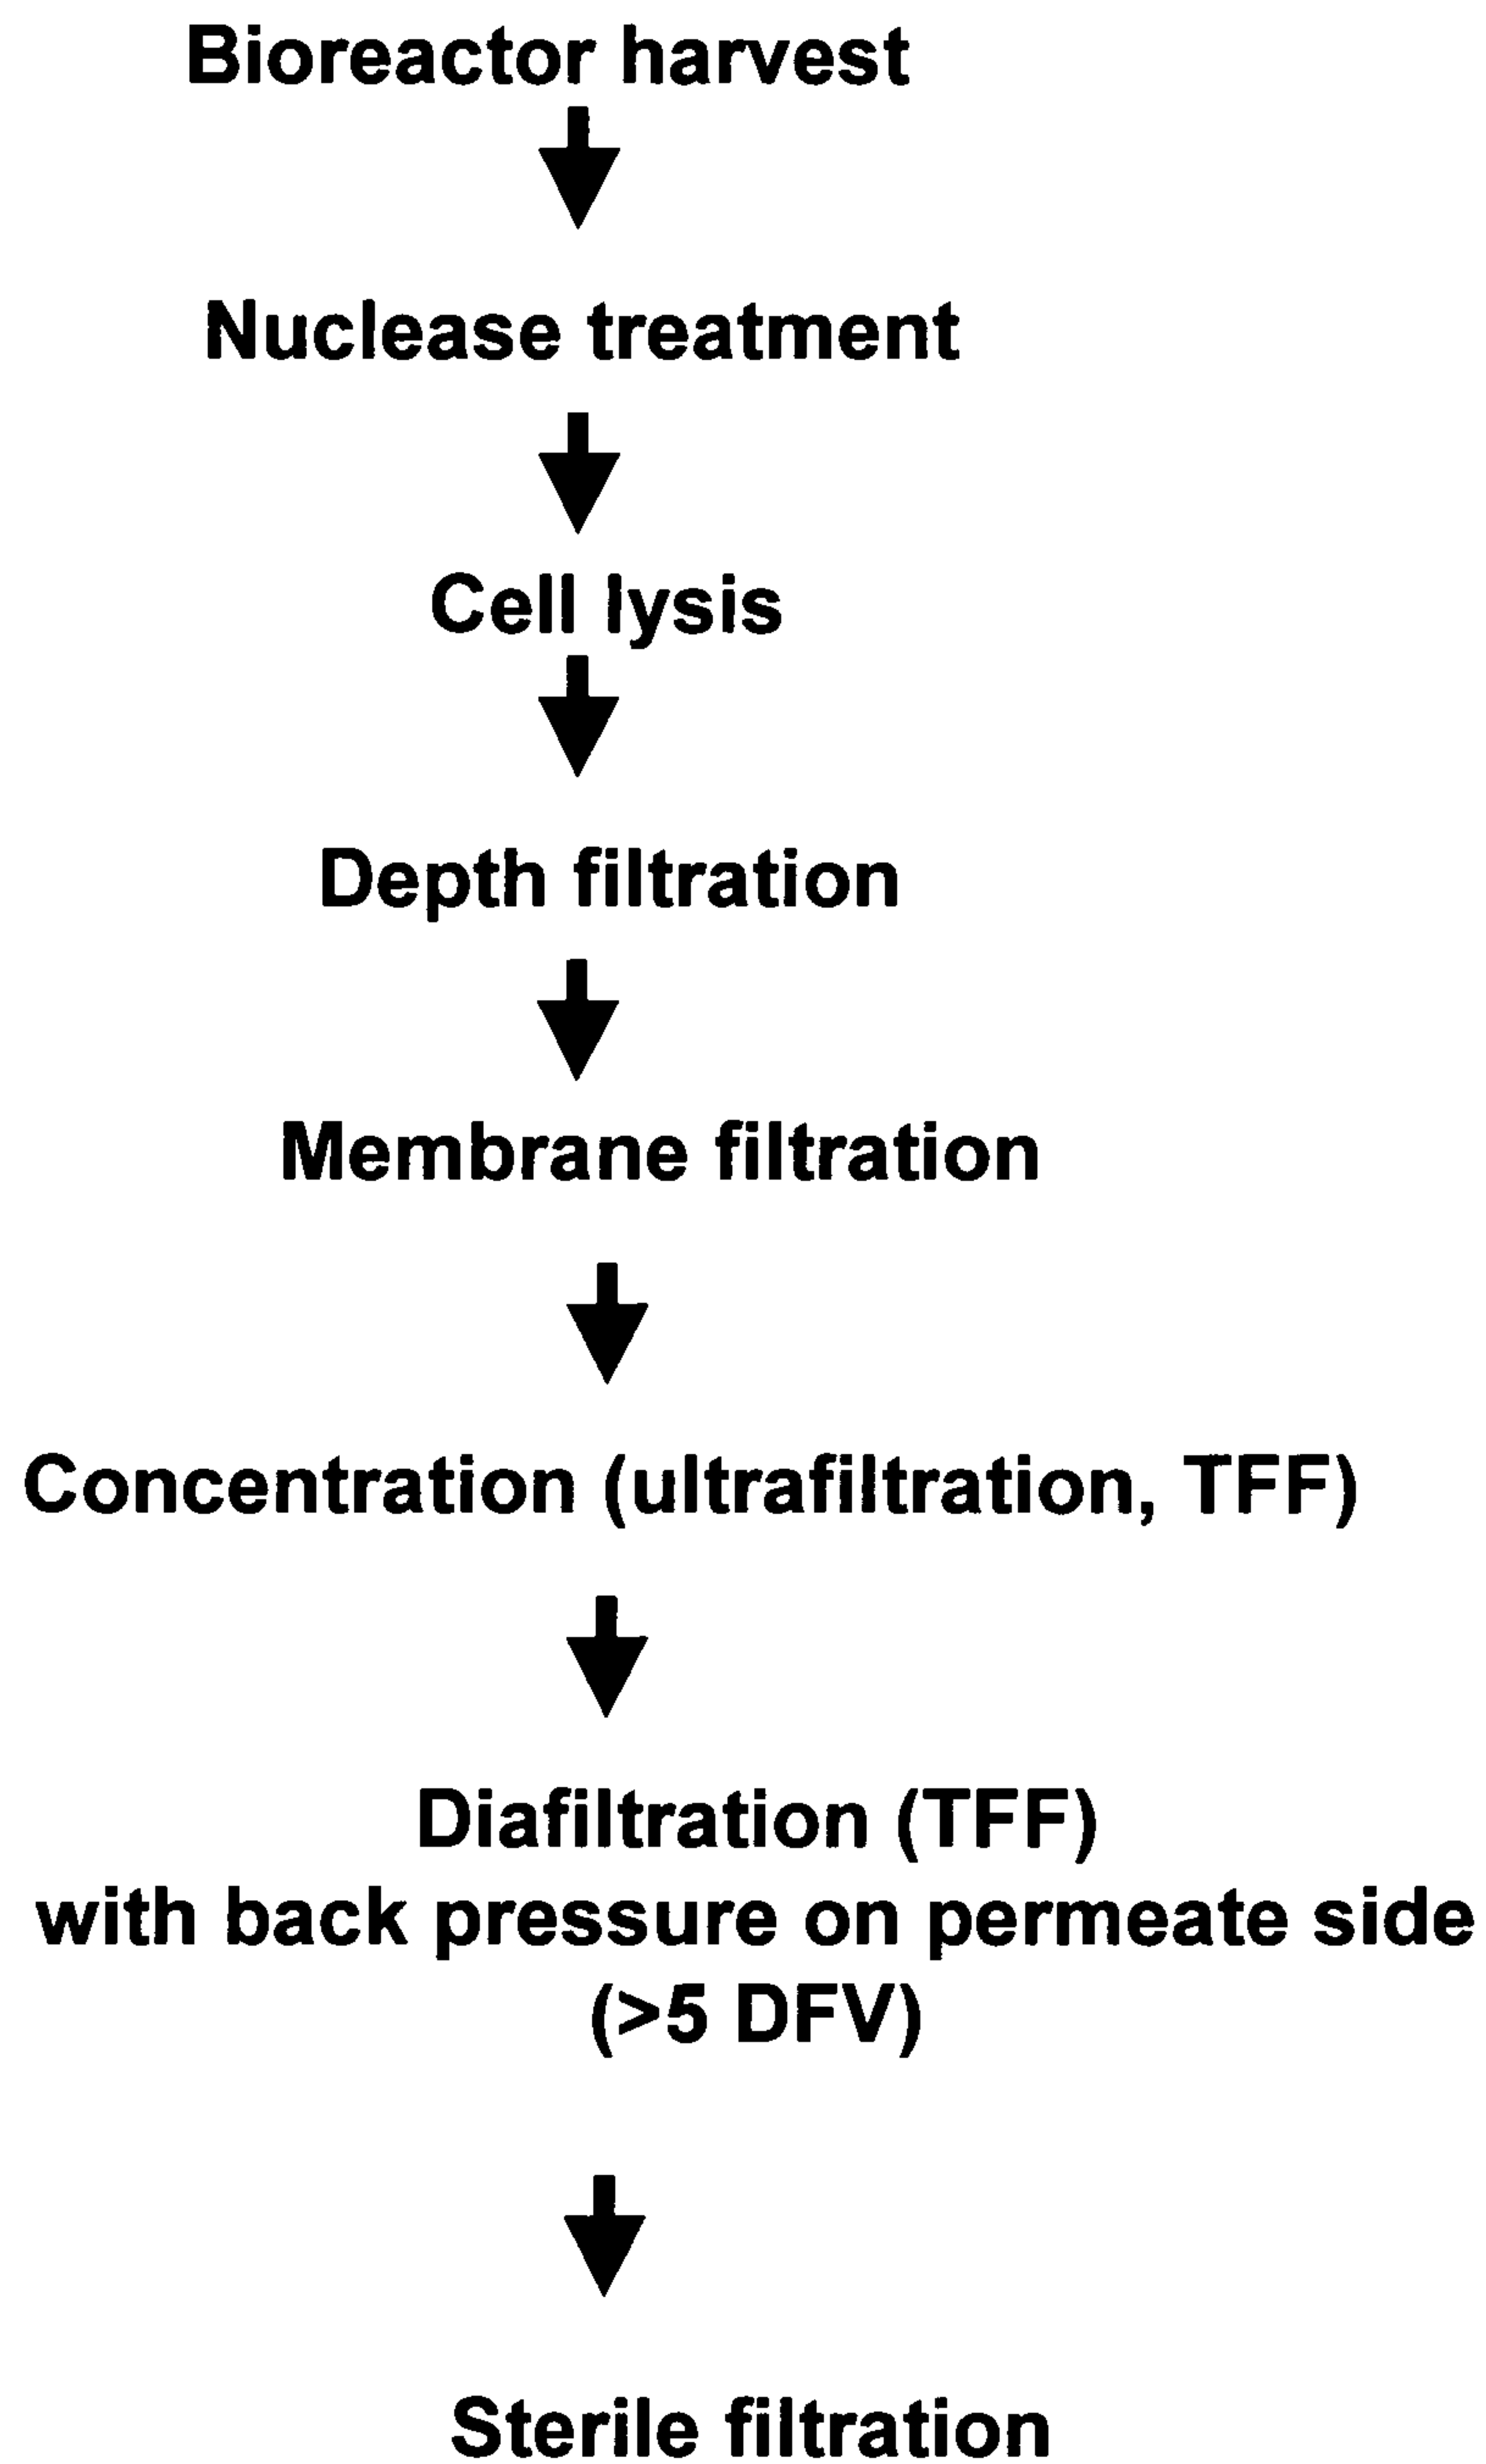 Bioreactor harvest
Nuclease treatment
Cell lysis
Depth filtration
Membrane filtration
Concentration (ultrafiltration, TFF)
Diafiltration (TFF)
with back pressure on permeate side
(>5 DFV)
Sterile filtration